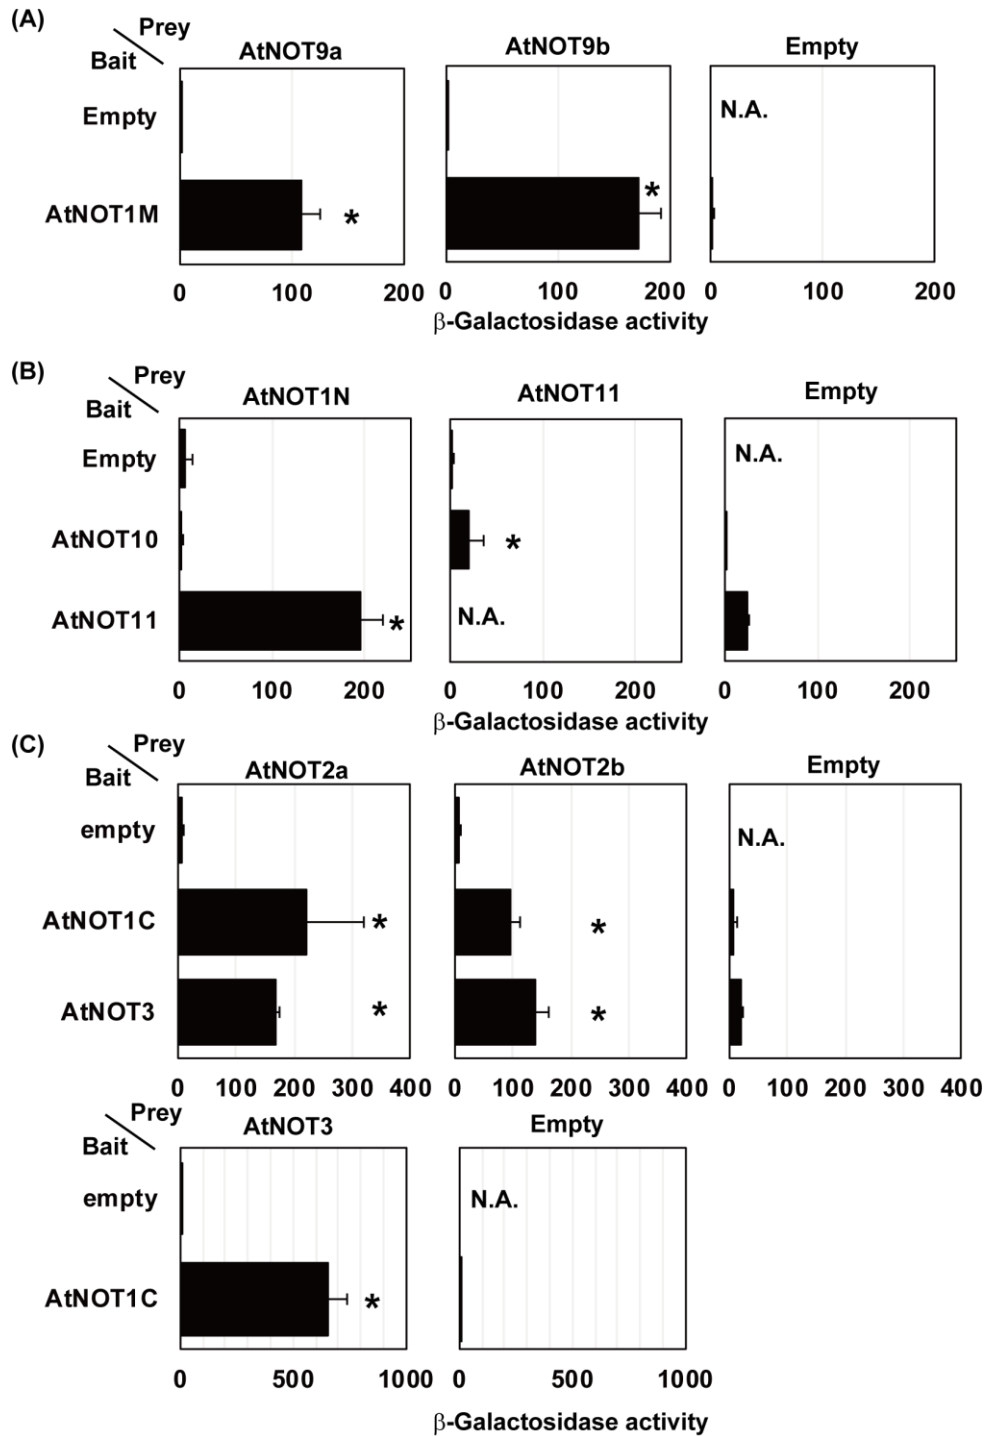 (A)
Prey
Bait
AtNOT9a
AtNOT9b
Empty
Empty
N.A.
AtNOT1M
*
*
0 100 200
0 100 200
0 100 200
β-Galactosidase activity
(B)
Prey
Bait
AtNOT1N
AtNOT11
Empty
Empty
N.A.
AtNOT10
*
AtNOT11
*
N.A.
0 100 200
0 100 200
0 100 200
β-Galactosidase activity
(C)
Prey
Bait
AtNOT2a
AtNOT2b
Empty
empty
N.A.
AtNOT1C
*
*
AtNOT3
*
*
0 100 200 300 400
0 100 200 300 400
0 100 200 300 400
Prey
Bait
AtNOT3
Empty
empty
N.A.
AtNOT1C
*
0 500 1000
0 500 1000
β-Galactosidase activity